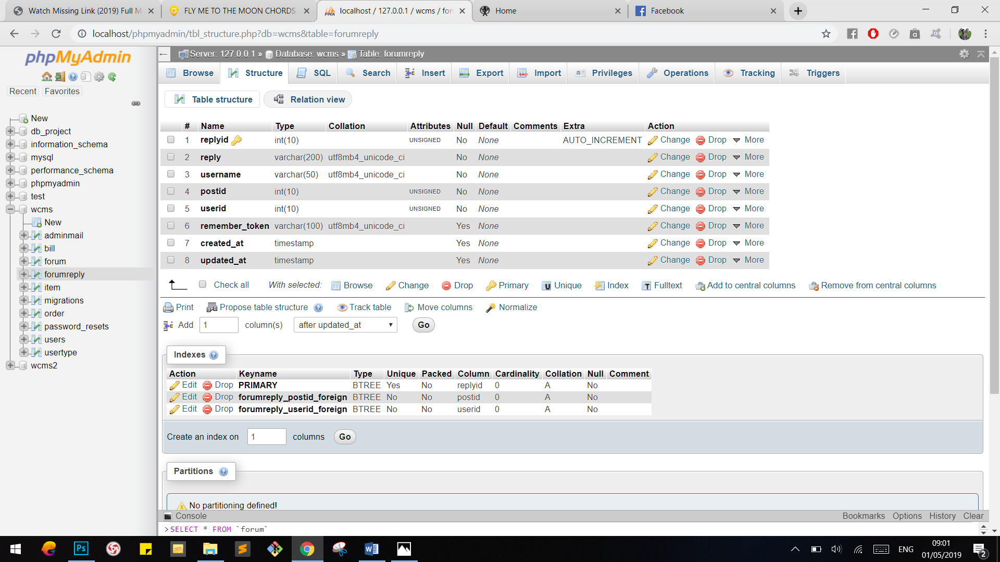 Watch Missing Link (2019) Full M
FLY ME TO THE MOON CHORDS
localhost / 127.0.0.1 / wcms / for
Home
Facebook
localhost/phpmyadmin/tbl_structure.php?db=wcms&table=forumreply
phpMyAdmin
Recent Favorites
New
db_project
information_schema
mysql
performance_schema
phpmyadmin
test
wcms
New
adminmail
bill
forum
forumreply
item
migrations
order
password_resets
users
usertype
wcms2
Server: 127.0.0.1 » Database: wcms » Table: forumreply
Browse Structure SQL Search Insert Export Import Privileges Operations Tracking Triggers
Table structure Relation view
# Name Type Collation Attributes Null Default Comments Extra Action
1 replyid int(10) UNSIGNED No None AUTO_INCREMENT Change Drop More
2 reply varchar(200) utf8mb4_unicode_ci No None Change Drop More
3 username varchar(50) utf8mb4_unicode_ci No None Change Drop More
4 postid int(10) UNSIGNED No None Change Drop More
5 userid int(10) UNSIGNED No None Change Drop More
6 remember_token varchar(100) utf8mb4_unicode_ci Yes None Change Drop More
7 created_at timestamp Yes None Change Drop More
8 updated_at timestamp Yes None Change Drop More
Check all With selected: Browse Change Drop Primary Unique Index Fulltext Add to central columns Remove from central columns
Print Propose table structure Track table Move columns Normalize
Add 1 column(s) after updated_at Go
Indexes
Action Keyname Type Unique Packed Column Cardinality Collation Null Comment
Edit Drop PRIMARY BTREE Yes No replyid 0 A No
Edit Drop forumreply_postid_foreign BTREE No No postid 0 A No
Edit Drop forumreply_userid_foreign BTREE No No userid 0 A No
Create an index on 1 columns Go
Partitions
No partitioning defined!
Console Bookmarks Options History Clear
>SELECT * FROM `forum`
ENG
09:01
01/05/2019
2